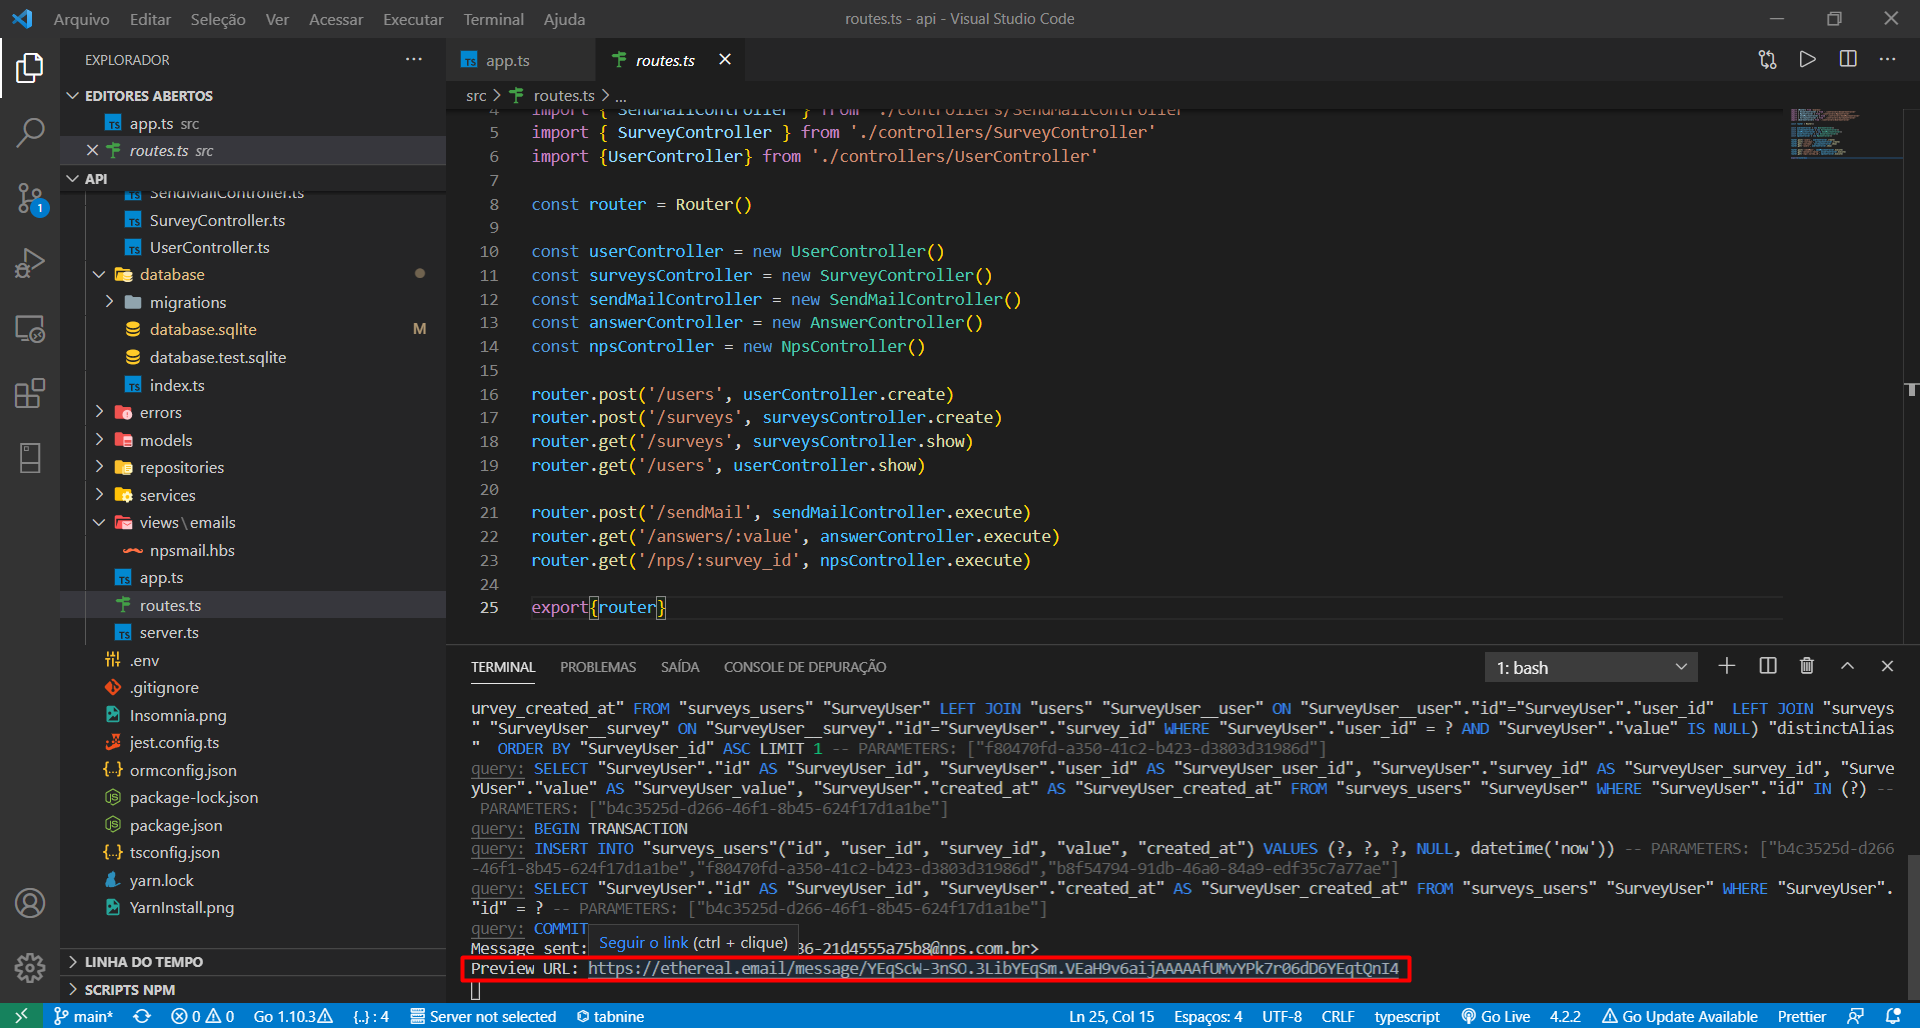 Arquivo Editar Seleção Ver Acessar Executar Terminal Ajuda
routes.ts - api - Visual Studio Code
EXPLORADOR
EDITORES ABERTOS
app.ts src
routes.ts src
API
SendMailController.ts
SurveyController.ts
UserController.ts
database
migrations
database.sqlite M
database.test.sqlite
index.ts
errors
models
repositories
services
views\emails
npsmail.hbs
app.ts
routes.ts
server.ts
.env
.gitignore
Insomnia.png
jest.config.ts
ormconfig.json
package-lock.json
package.json
tsconfig.json
yarn.lock
YarnInstall.png
LINHA DO TEMPO
SCRIPTS NPM
1
app.ts
routes.ts
src > routes.ts > ...
4 import { SendMailController } from './controllers/SendMailController'
5 import { SurveyController } from './controllers/SurveyController'
6 import {UserController} from './controllers/UserController'
7
8 const router = Router()
9
10 const userController = new UserController()
11 const surveysController = new SurveyController()
12 const sendMailController = new SendMailController()
13 const answerController = new AnswerController()
14 const npsController = new NpsController()
15
16 router.post('/users', userController.create)
17 router.post('/surveys', surveysController.create)
18 router.get('/surveys', surveysController.show)
19 router.get('/users', userController.show)
20
21 router.post('/sendMail', sendMailController.execute)
22 router.get('/answers/:value', answerController.execute)
23 router.get('/nps/:survey_id', npsController.execute)
24
25 export{router}
TERMINAL PROBLEMAS SAÍDA CONSOLE DE DEPURAÇÃO
1: bash
urvey_created_at" FROM "surveys_users" "SurveyUser" LEFT JOIN "users" "SurveyUser__user" ON "SurveyUser__user"."id"="SurveyUser"."user_id"  LEFT JOIN "surveys
" "SurveyUser__survey" ON "SurveyUser__survey"."id"="SurveyUser"."survey_id" WHERE "SurveyUser"."user_id" = ? AND "SurveyUser"."value" IS NULL) "distinctAlias
"  ORDER BY "SurveyUser_id" ASC LIMIT 1 -- PARAMETERS: ["f80470fd-a350-41c2-b423-d3803d31986d"]
query: SELECT "SurveyUser"."id" AS "SurveyUser_id", "SurveyUser"."user_id" AS "SurveyUser_user_id", "SurveyUser"."survey_id" AS "SurveyUser_survey_id", "Surve
yUser"."value" AS "SurveyUser_value", "SurveyUser"."created_at" AS "SurveyUser_created_at" FROM "surveys_users" "SurveyUser" WHERE "SurveyUser"."id" IN (?) --
 PARAMETERS: ["b4c3525d-d266-46f1-8b45-624f17d1a1be"]
query: BEGIN TRANSACTION
query: INSERT INTO "surveys_users"("id", "user_id", "survey_id", "value", "created_at") VALUES (?, ?, ?, NULL, datetime('now')) -- PARAMETERS: ["b4c3525d-d266
-46f1-8b45-624f17d1a1be","f80470fd-a350-41c2-b423-d3803d31986d","b8f54794-91db-46a0-84a9-edf35c7a77ae"]
query: SELECT "SurveyUser"."id" AS "SurveyUser_id", "SurveyUser"."created_at" AS "SurveyUser_created_at" FROM "surveys_users" "SurveyUser" WHERE "SurveyUser".
"id" = ? -- PARAMETERS: ["b4c3525d-d266-46f1-8b45-624f17d1a1be"]
query: COMMIT
Seguir o link (ctrl + clique)
Message sent: 36-21d4555a75b8@nps.com.br>
Preview URL: https://ethereal.email/message/YEqScW-3nSO.3LibYEqSm.VEaH9v6aijAAAAAfUMvYPk7r06dD6YEqtQnI4
main* 0 0 Go 1.10.3 {..} : 4 Server not selected tabnine
Ln 25, Col 15 Espaços: 4 UTF-8 CRLF typescript Go Live 4.2.2 Go Update Available Prettier